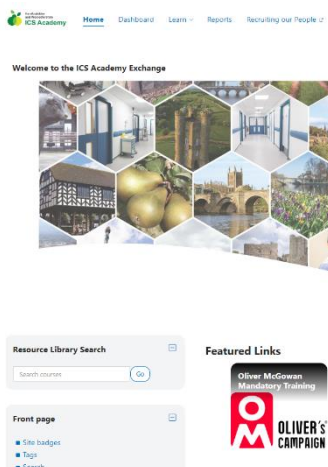 ICS Academy
Home
Dashboard
Learn
Reports
Recruiting our People
Welcome to the ICS Academy Exchange
Resource Library Search
Search courses
Go
Front page
Site badges
Tags
Search
Featured Links
Oliver McGowan
Mandatory Training
OM
OLIVER'S
CAMPAIGN